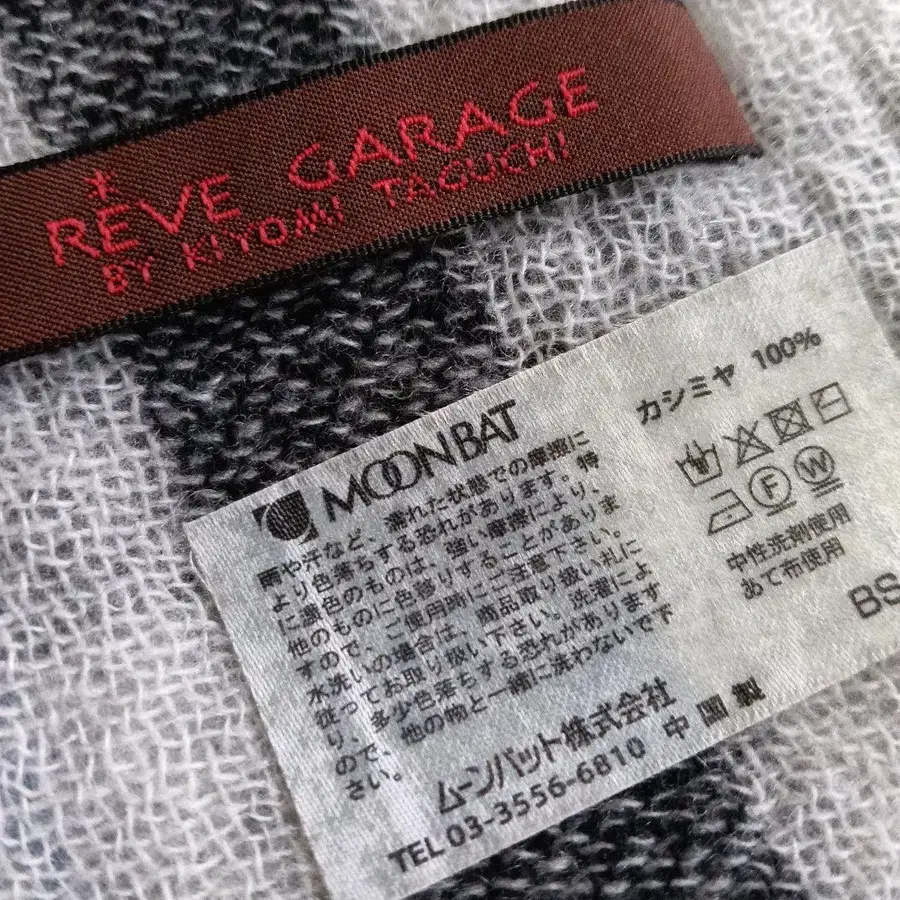 RÊVE GARAGE
BY KIYOMI TAGUCHI
MOONBAT
雨や汗など、濡れた状態での摩擦に
より色落ちする恐れがあります。特
に濃色のものは、強い摩擦により、
他のものに色移りすることがありま
すので、ご使用時にご注意下さい。
水洗いの場合は、商品取り扱い札に
従ってお取り扱い下さい。洗濯によ
り、多少色落ちする恐れがあります
ので、他の物と一緒に洗わないで下
さい。
ムーンバット株式会社
TEL 03-3556-6810 中国製
カシミヤ 100%
F W
中性洗剤使用
あて布使用
BS